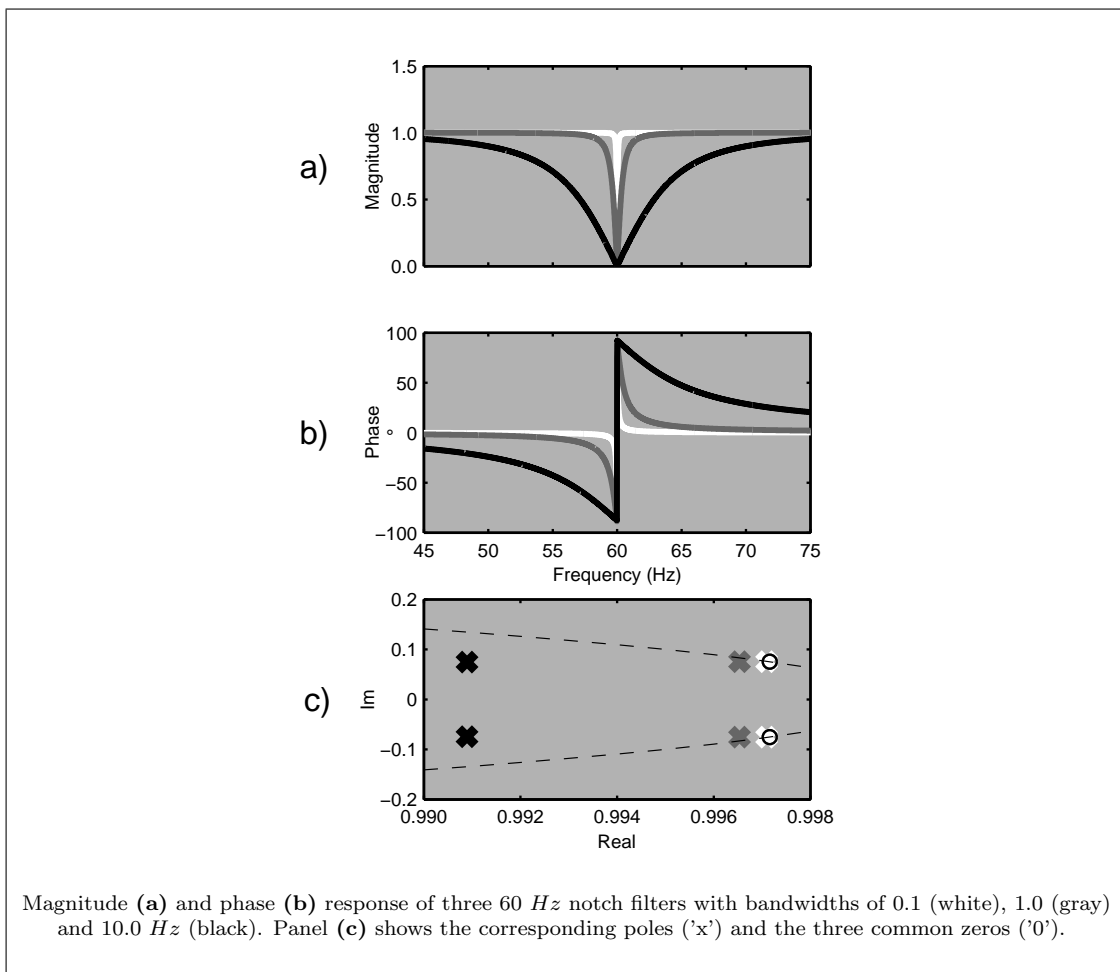 a)
Magnitude
1.5
1.0
0.5
0.0
b)
Phase °
100
50
0
−50
−100
45 50 55 60 65 70 75
Frequency (Hz)
c)
Im
0.2
0.1
0
−0.1
−0.2
0.990 0.992 0.994 0.996 0.998
Real
Magnitude (a) and phase (b) response of three 60 Hz notch filters with bandwidths of 0.1 (white), 1.0 (gray)
and 10.0 Hz (black). Panel (c) shows the corresponding poles ('x') and the three common zeros ('0').